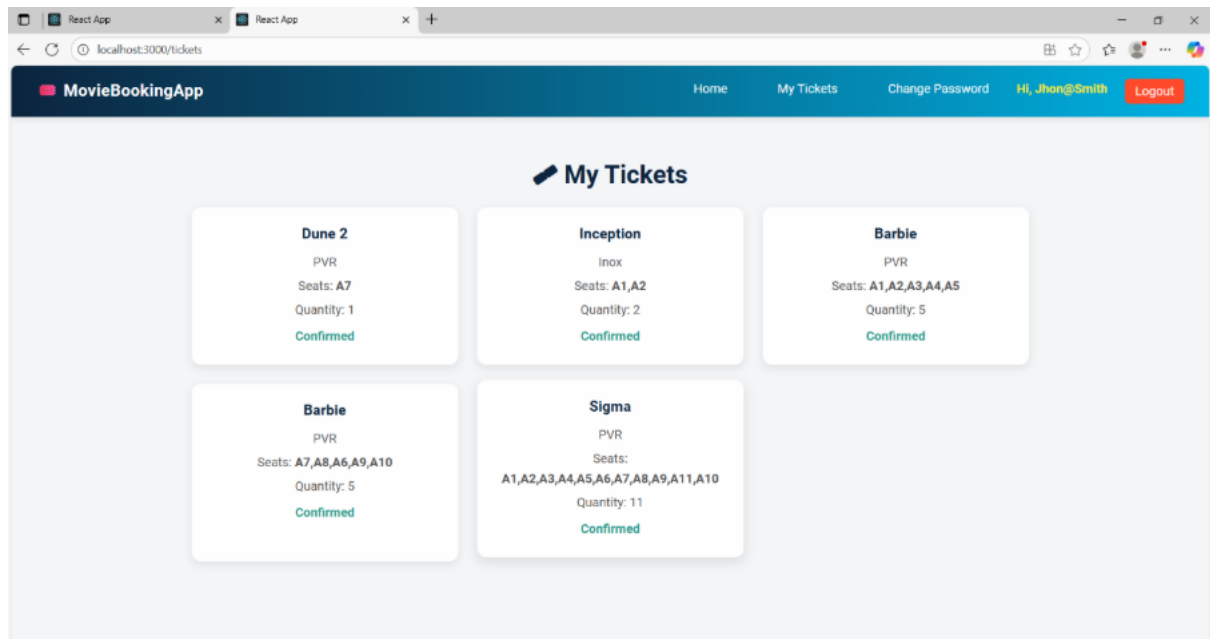 React App
React App
localhost:3000/tickets
MovieBookingApp
Home
My Tickets
Change Password
Hi, Jhon@Smith
Logout
My Tickets
Dune 2
PVR
Seats: A7
Quantity: 1
Confirmed
Inception
Inox
Seats: A1,A2
Quantity: 2
Confirmed
Barbie
PVR
Seats: A1,A2,A3,A4,A5
Quantity: 5
Confirmed
Barbie
PVR
Seats: A7,A8,A6,A9,A10
Quantity: 5
Confirmed
Sigma
PVR
Seats:
A1,A2,A3,A4,A5,A6,A7,A8,A9,A11,A10
Quantity: 11
Confirmed